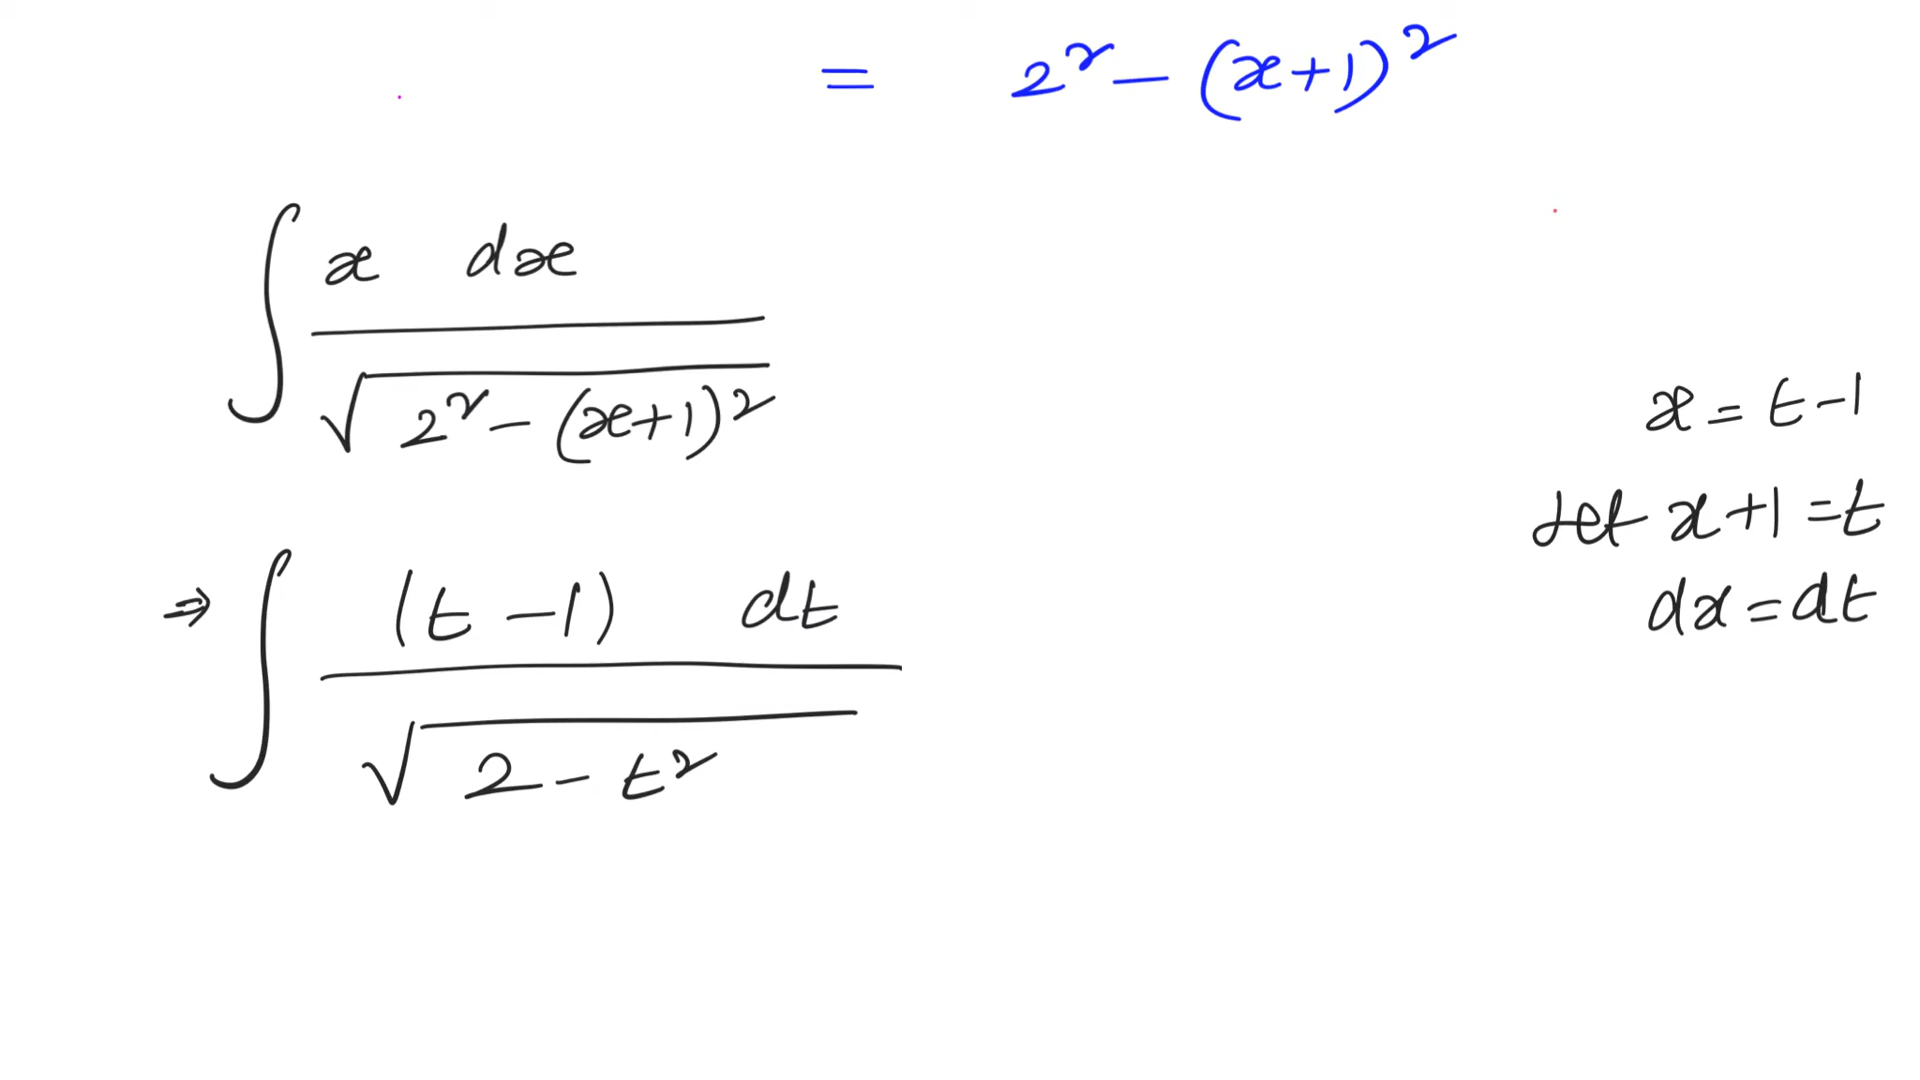 = 2² - (x+1)²
∫ x dx / √(2² - (x+1)²)
x = t-1
let x+1 = t
dx = dt
⇒ ∫ (t-1) dt / √(2 - t²)